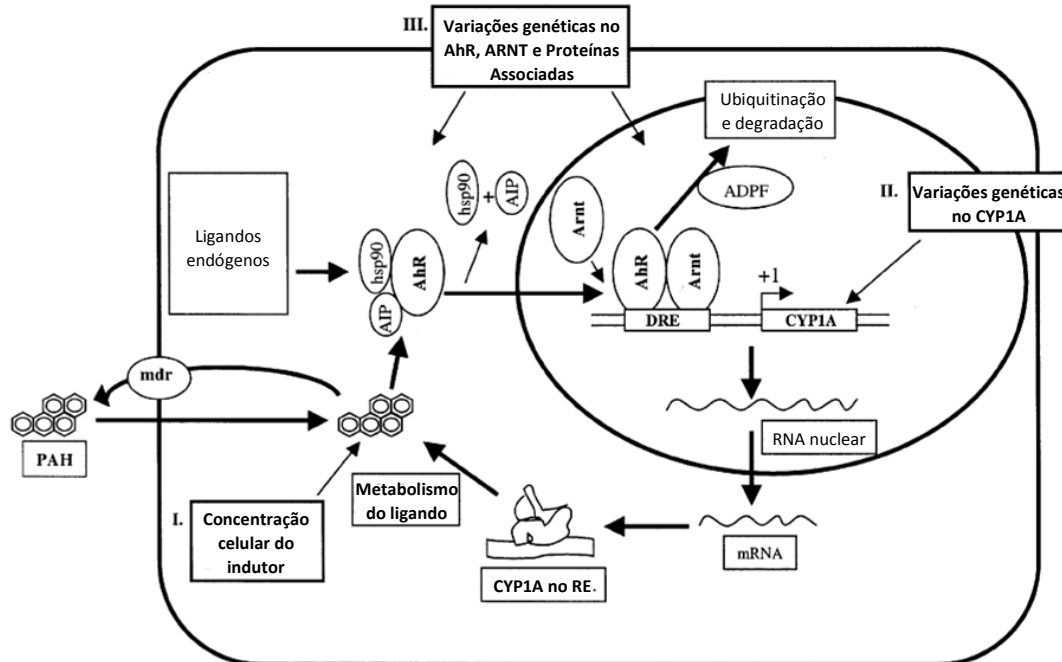 III.
Variações genéticas no
AhR, ARNT e Proteínas
Associadas
Ubiquitinação
e degradação
ADPF
II.
Variações genéticas
no CYP1A
hsp90
+
AIP
Arnt
Ligandos
endógenos
hsp90
AhR
AIP
AhR
Arnt
+1
DRE
CYP1A
mdr
PAH
RNA nuclear
Metabolismo
do ligando
I.
Concentração
celular do
indutor
mRNA
CYP1A no RE.